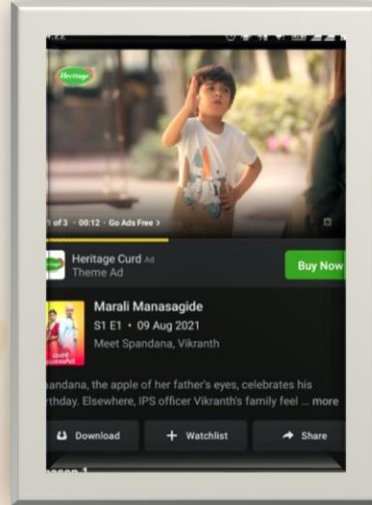 :22
Heritage
1 of 3 · 00:12 · Go Ads Free >
Heritage Curd Ad
Theme Ad
Buy Now
Marali Manasagide
S1 E1 • 09 Aug 2021
Meet Spandana, Vikranth
andana, the apple of her father's eyes, celebrates his
rthday. Elsewhere, IPS officer Vikranth's family feel ... more
Download
+ Watchlist
Share